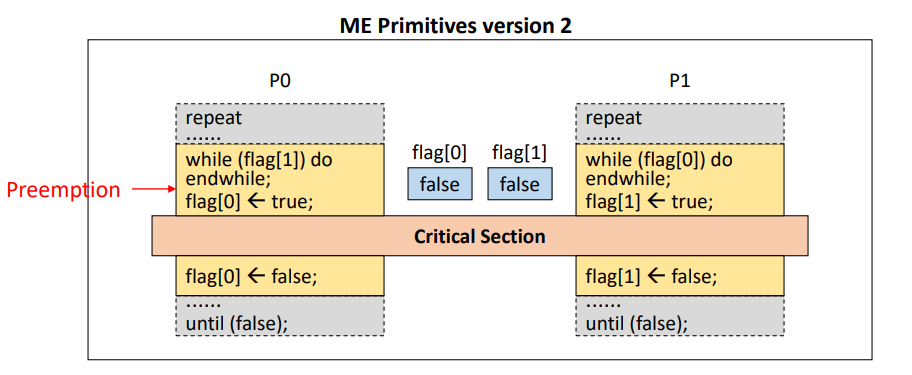 ME Primitives version 2
P0
P1
repeat
......
while (flag[1]) do
endwhile;
flag[0] ← true;
flag[0]
flag[1]
false
false
repeat
......
while (flag[0]) do
endwhile;
flag[1] ← true;
Preemption
Critical Section
flag[0] ← false;
......
until (false);
flag[1] ← false;
......
until (false);